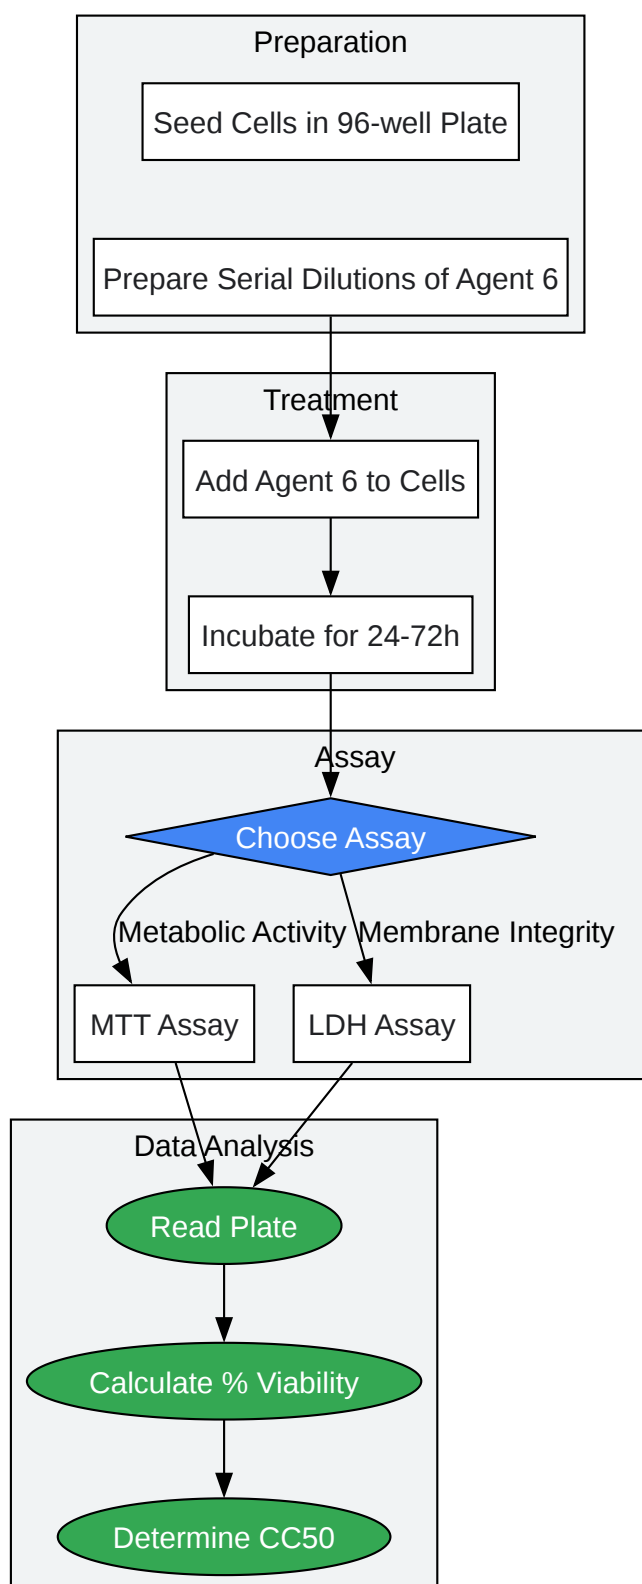 Preparation
Seed Cells in 96-well Plate
Prepare Serial Dilutions of Agent 6
Treatment
Add Agent 6 to Cells
Incubate for 24-72h
Assay
Choose Assay
Metabolic Activity
Membrane Integrity
MTT Assay
LDH Assay
Data Analysis
Read Plate
Calculate % Viability
Determine CC50